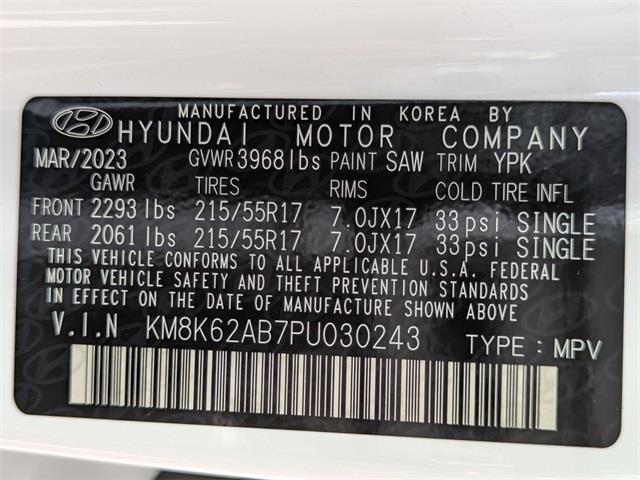 MANUFACTURED IN KOREA BY
HYUNDAI MOTOR COMPANY
MAR/2023 GVWR 3968 lbs PAINT SAW TRIM YPK
GAWR TIRES RIMS COLD TIRE INFL
FRONT 2293 lbs 215/55R17 7.0JX17 33 psi SINGLE
REAR 2061 lbs 215/55R17 7.0JX17 33 psi SINGLE
THIS VEHICLE CONFORMS TO ALL APPLICABLE U.S.A. FEDERAL
MOTOR VEHICLE SAFETY AND THEFT PREVENTION STANDARDS
IN EFFECT ON THE DATE OF MANUFACTURE SHOWN ABOVE
V.I.N KM8K62AB7PU030243 TYPE : MPV